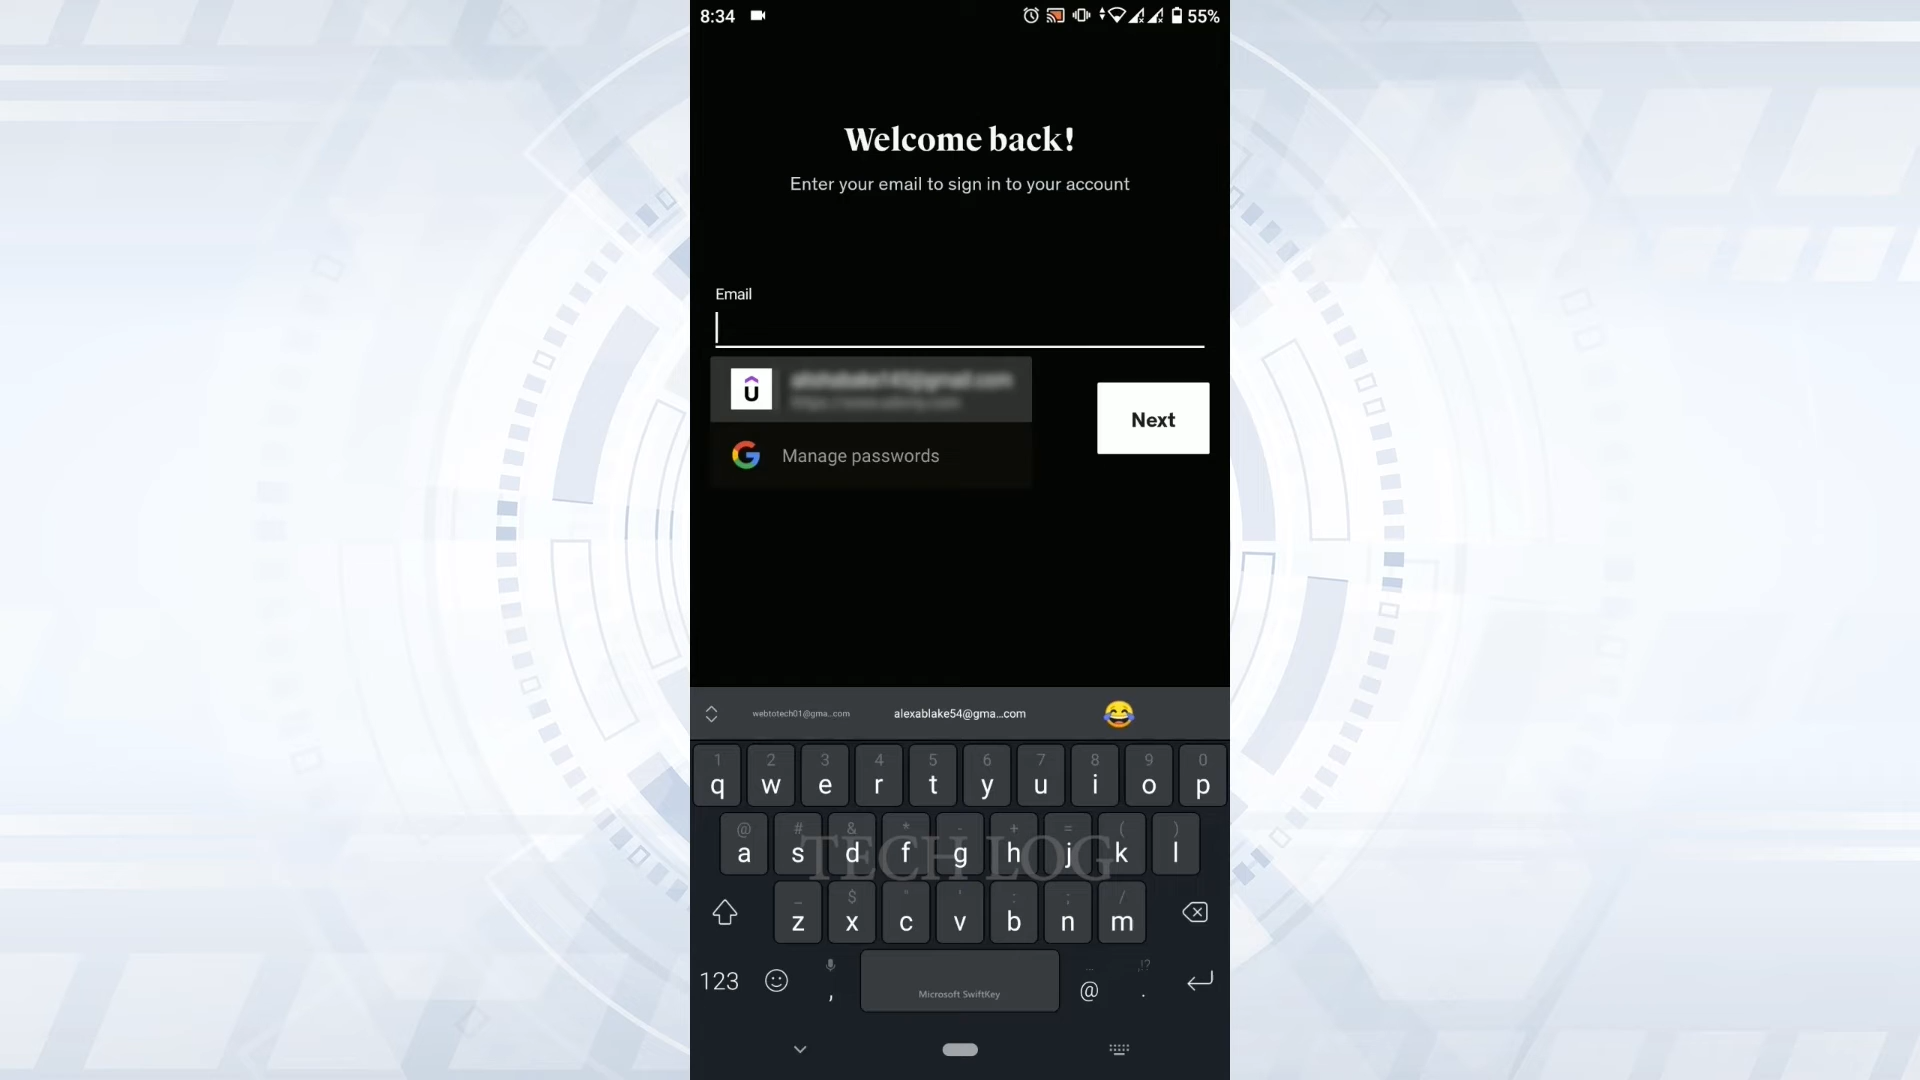 8:34
55%
Welcome back!
Enter your email to sign in to your account
Email
Next
Manage passwords
webtotech01@gma...com
alexablake54@gma...com
1 2 3 4 5 6 7 8 9 0
q w e r t y u i o p
@ # & * - + = ( )
a s d f g h j k l
TECH LOG
_ $ " ' : ; /
z x c v b n m
123
,
Microsoft SwiftKey
@
,!?
.